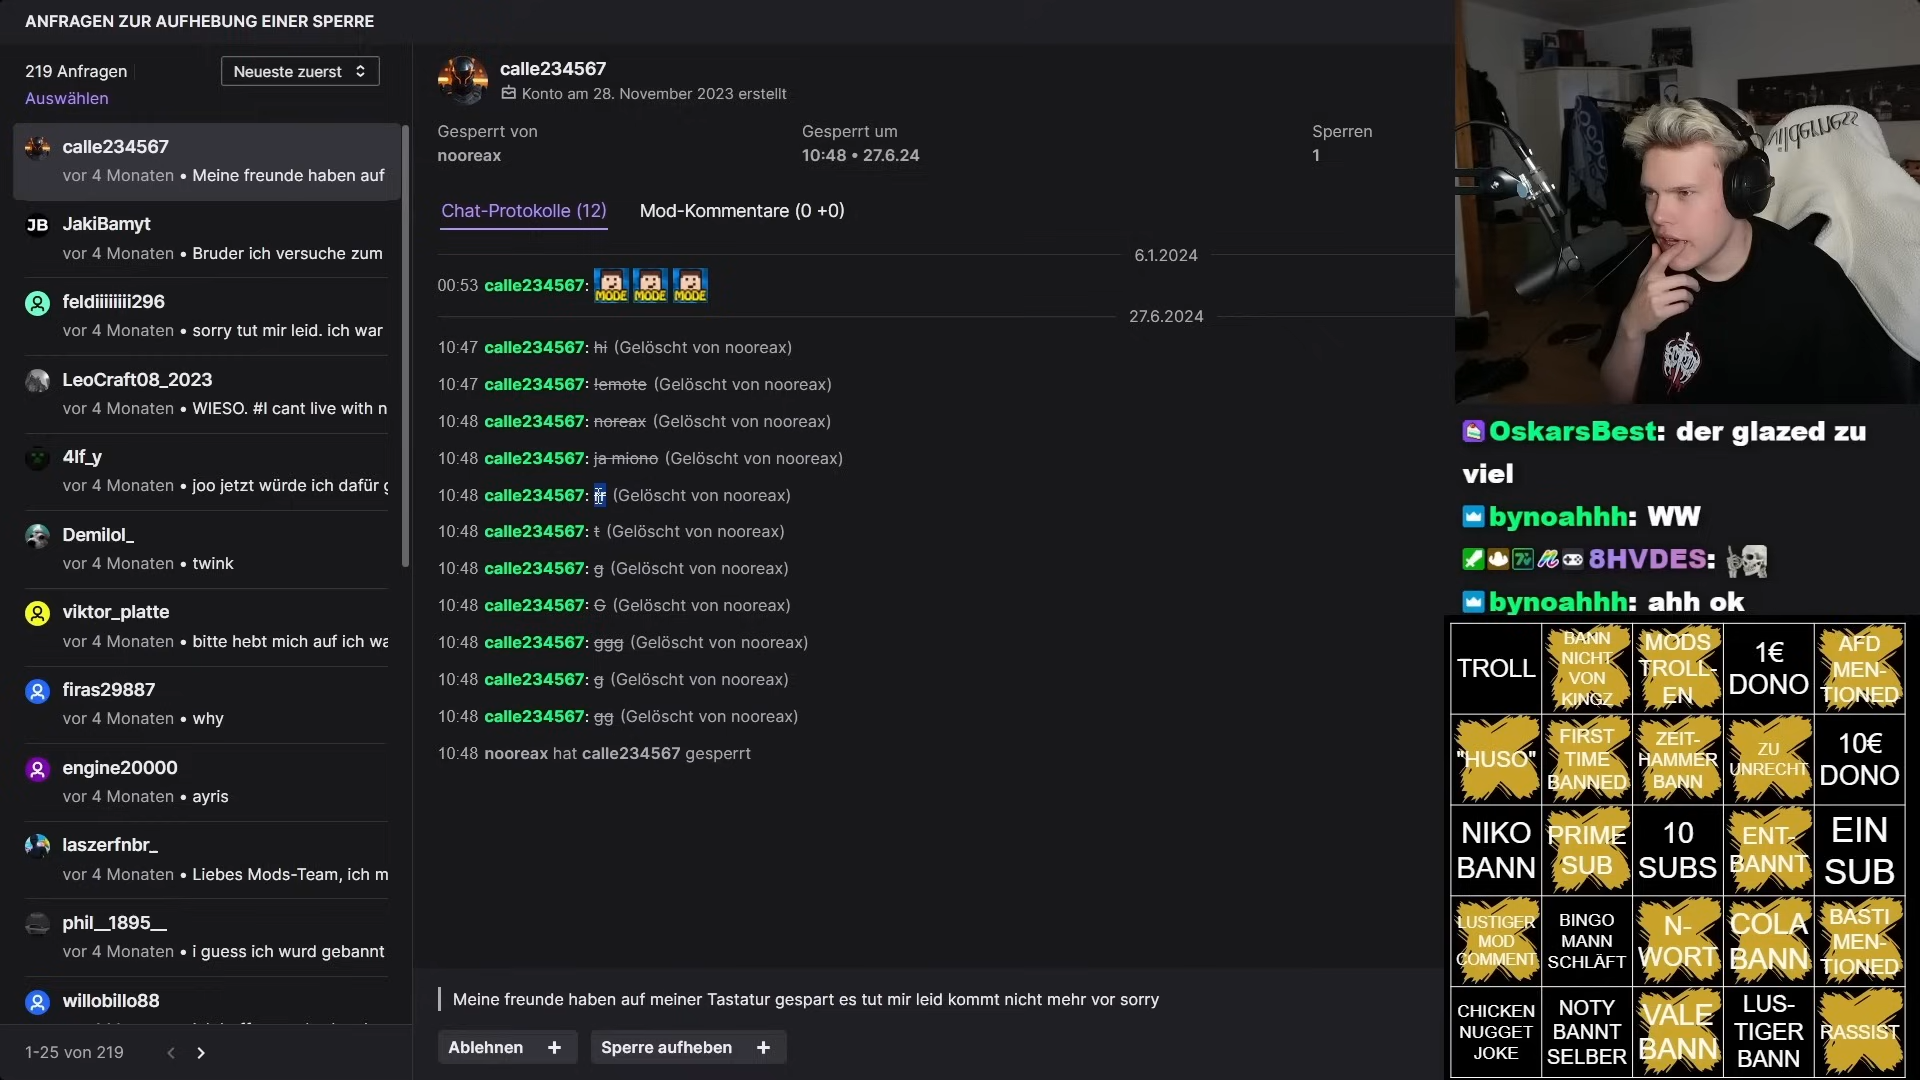 ANFRAGEN ZUR AUFHEBUNG EINER SPERRE
219 Anfragen
Neueste zuerst
Auswählen
calle234567
vor 4 Monaten • Meine freunde haben auf
JakiBamyt
JB
vor 4 Monaten • Bruder ich versuche zum
feldiiiiiiii296
vor 4 Monaten • sorry tut mir leid. ich war
LeoCraft08_2023
vor 4 Monaten • WIESO. #I cant live with n
4lf_y
vor 4 Monaten • joo jetzt würde ich dafür g
Demilol_
vor 4 Monaten • twink
viktor_platte
vor 4 Monaten • bitte hebt mich auf ich wa
firas29887
vor 4 Monaten • why
engine20000
vor 4 Monaten • ayris
laszerfnbr_
vor 4 Monaten • Liebes Mods-Team, ich m
phil__1895__
vor 4 Monaten • i guess ich wurd gebannt
willobillo88
1-25 von 219
calle234567
Konto am 28. November 2023 erstellt
Gesperrt von
nooreax
Gesperrt um
10:48 • 27.6.24
Sperren
1
Chat-Protokolle (12)
Mod-Kommentare (0 +0)
6.1.2024
00:53 calle234567: MODE MODE MODE
27.6.2024
10:47 calle234567: hi (Gelöscht von nooreax)
10:47 calle234567: !emote (Gelöscht von nooreax)
10:48 calle234567: noreax (Gelöscht von nooreax)
10:48 calle234567: ja miono (Gelöscht von nooreax)
10:48 calle234567: (Gelöscht von nooreax)
10:48 calle234567: t (Gelöscht von nooreax)
10:48 calle234567: g (Gelöscht von nooreax)
10:48 calle234567: G (Gelöscht von nooreax)
10:48 calle234567: ggg (Gelöscht von nooreax)
10:48 calle234567: g (Gelöscht von nooreax)
10:48 calle234567: gg (Gelöscht von nooreax)
10:48 nooreax hat calle234567 gesperrt
Meine freunde haben auf meiner Tastatur gespart es tut mir leid kommt nicht mehr vor sorry
Ablehnen +
Sperre aufheben +
wilderness
OskarsBest: der glazed zu
viel
bynoahhh: WW
8HVDES:
bynoahhh: ahh ok
TROLL
BANN
NICHT
VON
KINGZ
MODS
TROLL-
EN
1€
DONO
AFD
MEN-
TIONED
"HUSO"
FIRST
TIME
BANNED
ZEIT-
HAMMER
BANN
ZU
UNRECHT
10€
DONO
NIKO
BANN
PRIME
SUB
10
SUBS
ENT-
BANNT
EIN
SUB
LUSTIGER
MOD
COMMENT
BINGO
MANN
SCHLÄFT
N-
WORT
COLA
BANN
BASTI
MEN-
TIONED
CHICKEN
NUGGET
JOKE
NOTY
BANNT
SELBER
VALE
BANN
LUS-
TIGER
BANN
RASSIST